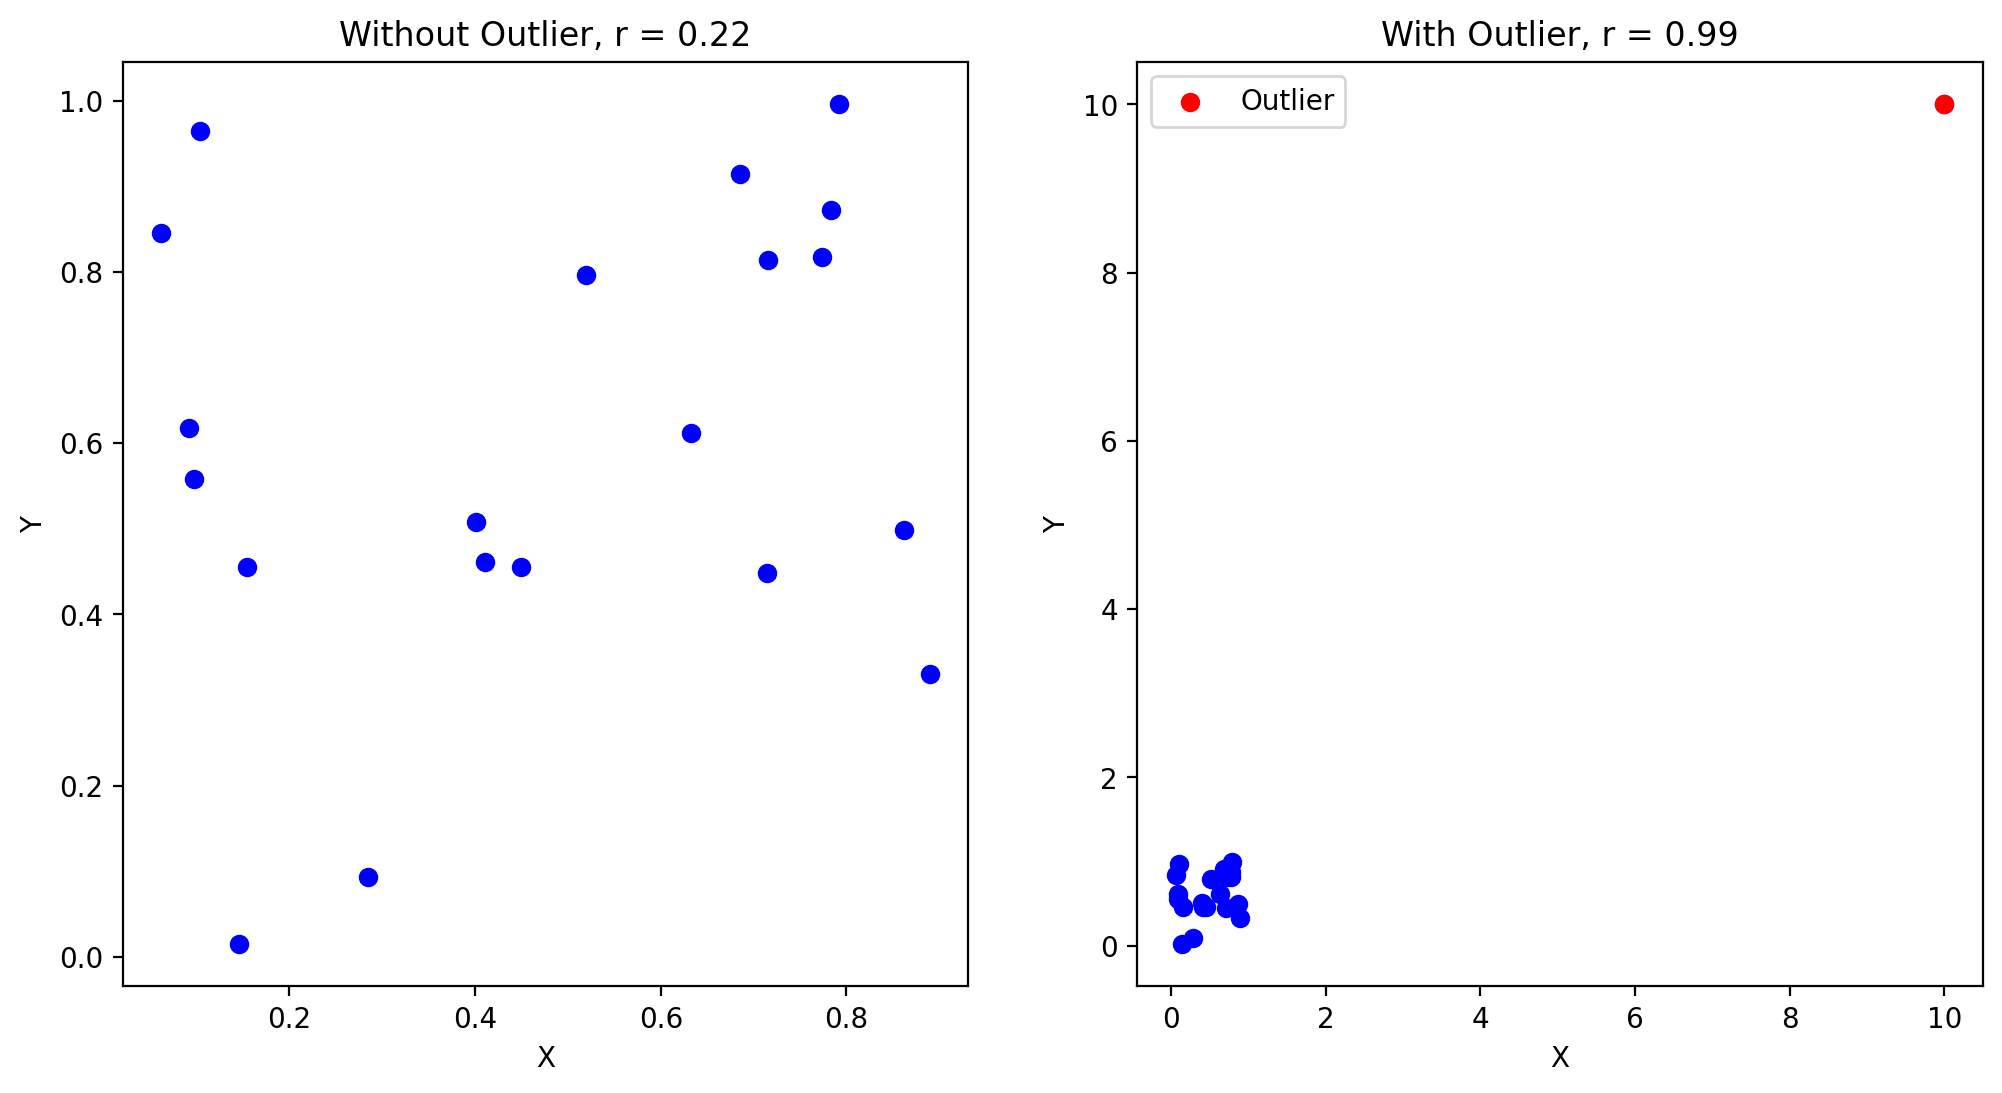 Without Outlier, r = 0.22
1.0
0.8
0.6
0.4
0.2
0.0
Y
0.2 0.4 0.6 0.8
X
With Outlier, r = 0.99
Outlier
10
8
6
4
2
0
Y
0 2 4 6 8 10
X